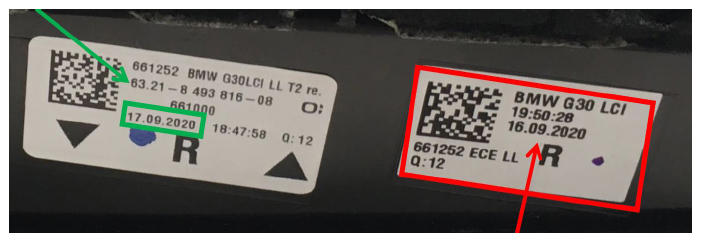 661252 BMW G30LCI LL T2 re.
63.21-8 493 816-08 O:
661000
17.09.2020 18:47:58 Q:12
R
BMW G30 LCI
19:50:28
16.09.2020
661252 ECE LL R
Q:12